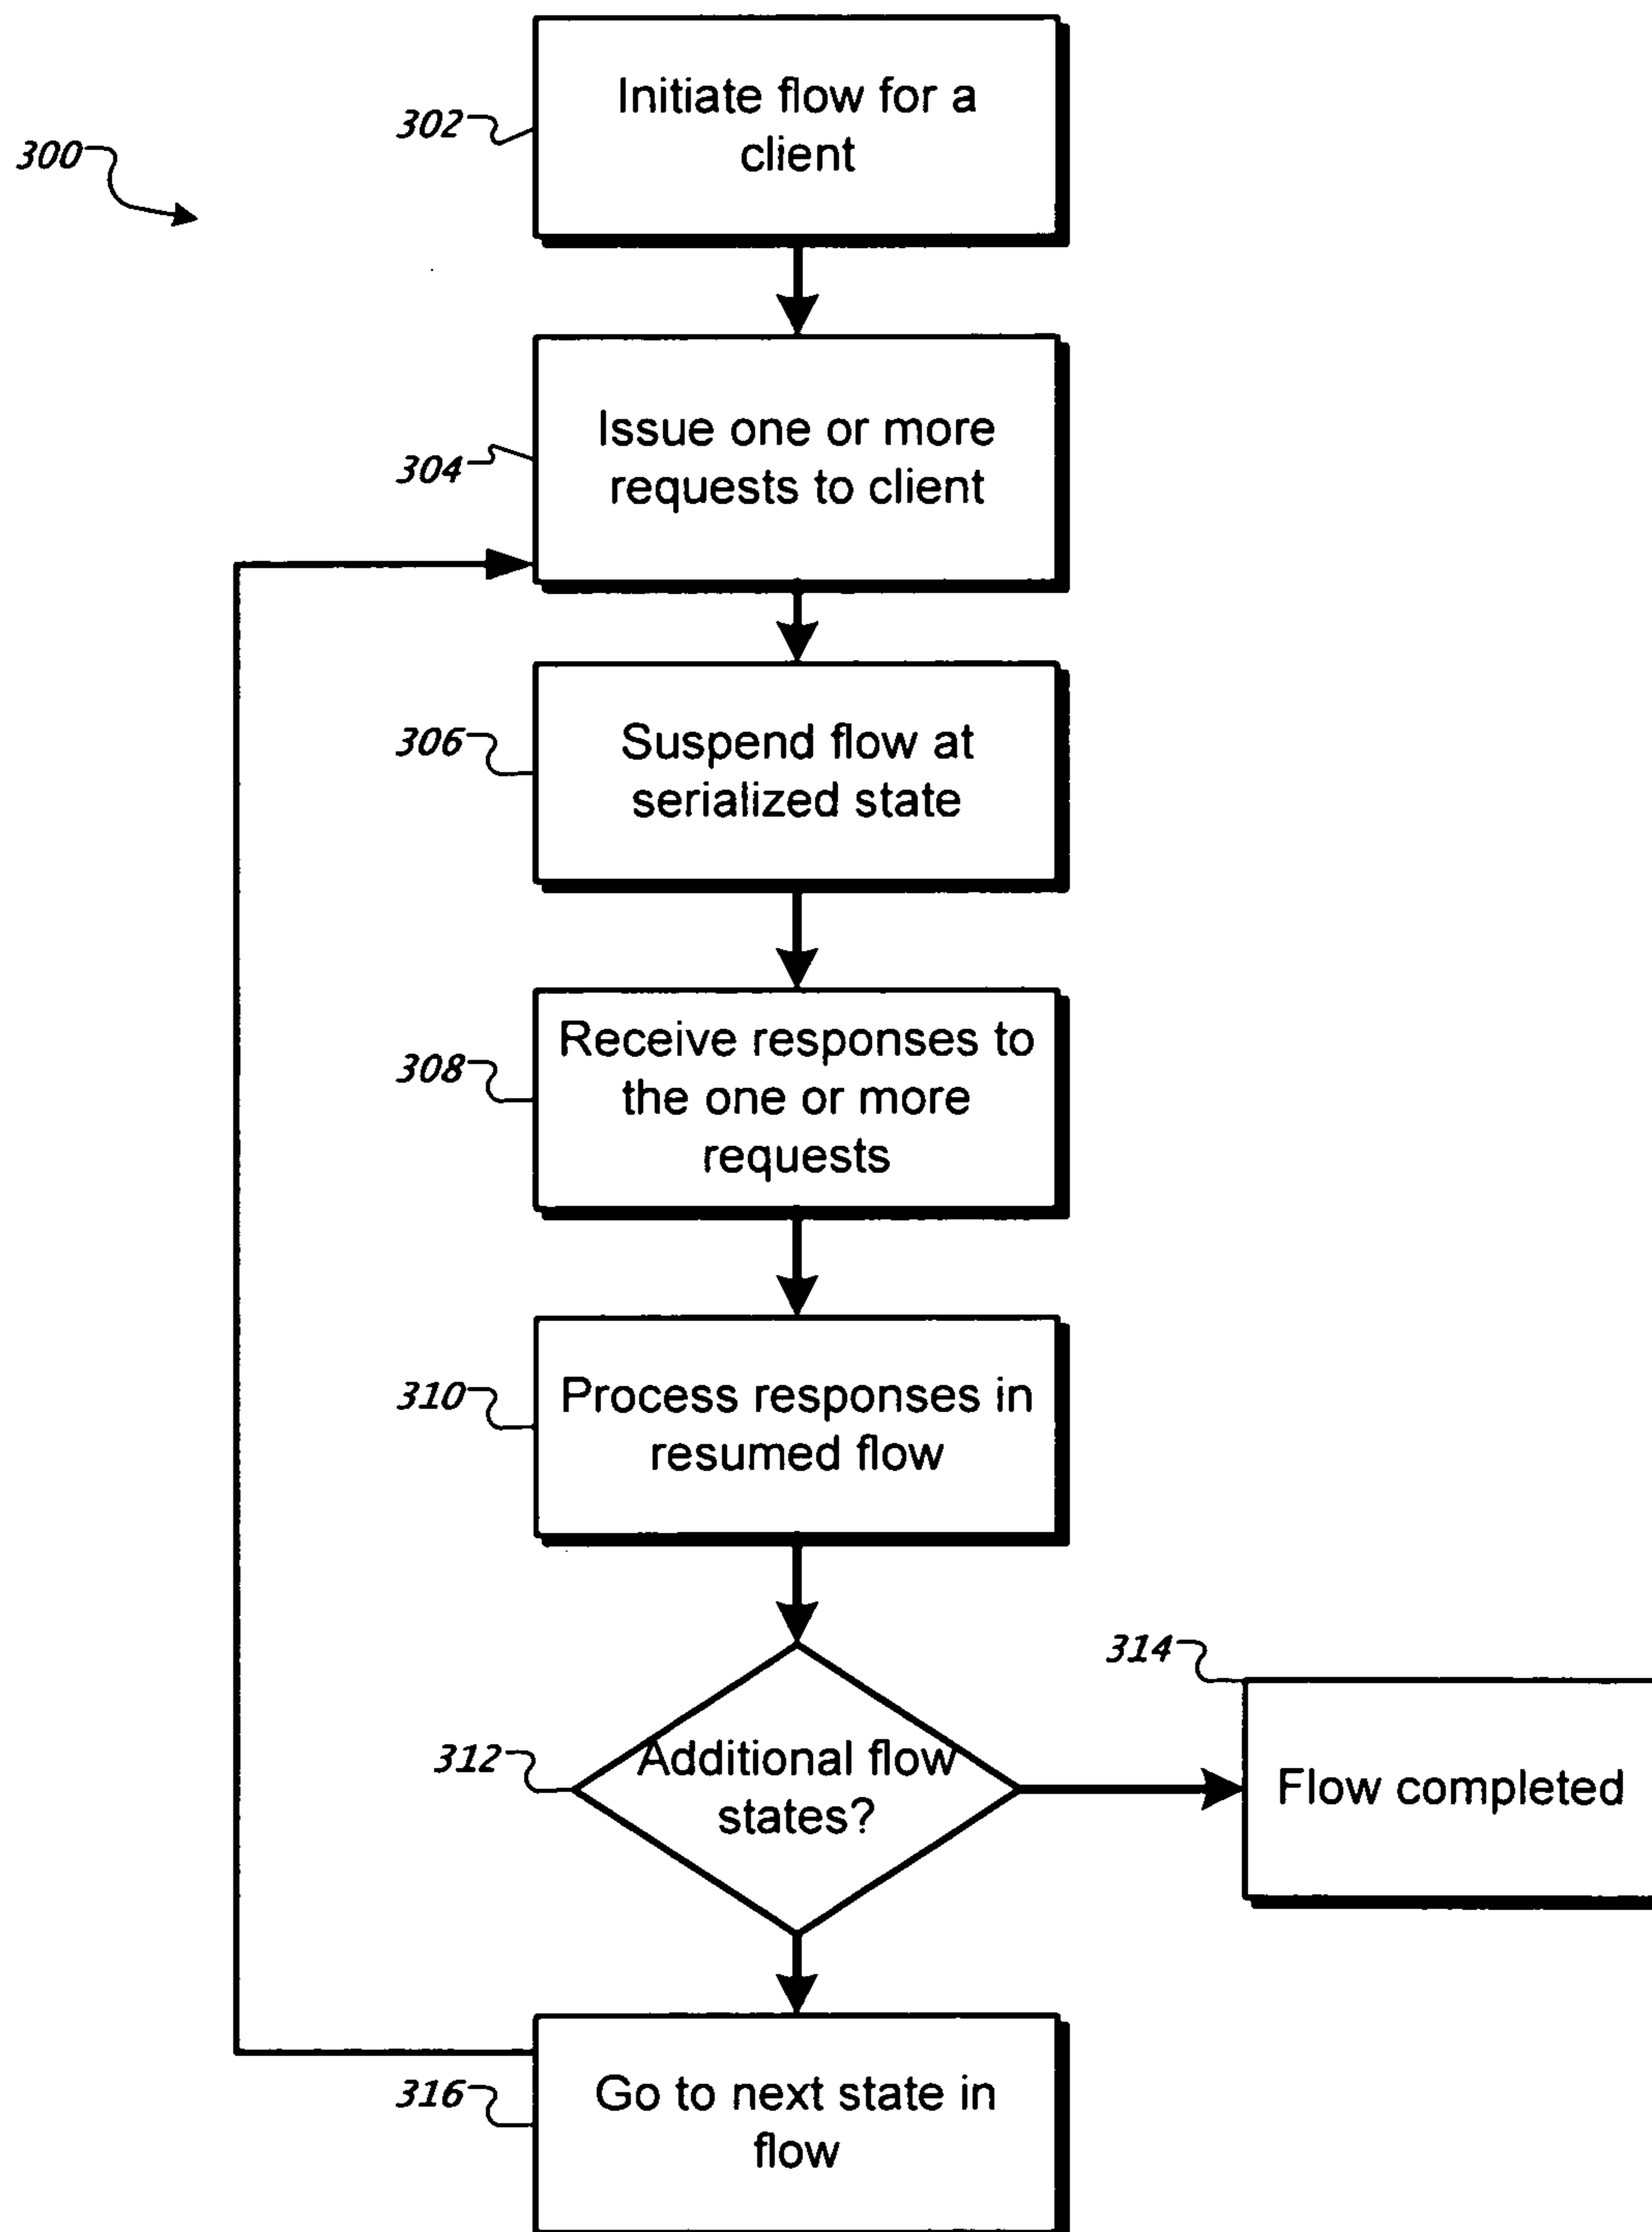 300
302
Initiate flow for a
client
304
Issue one or more
requests to client
306
Suspend flow at
serialized state
308
Receive responses to
the one or more
requests
310
Process responses in
resumed flow
312
Additional flow
states?
314
Flow completed
316
Go to next state in
flow